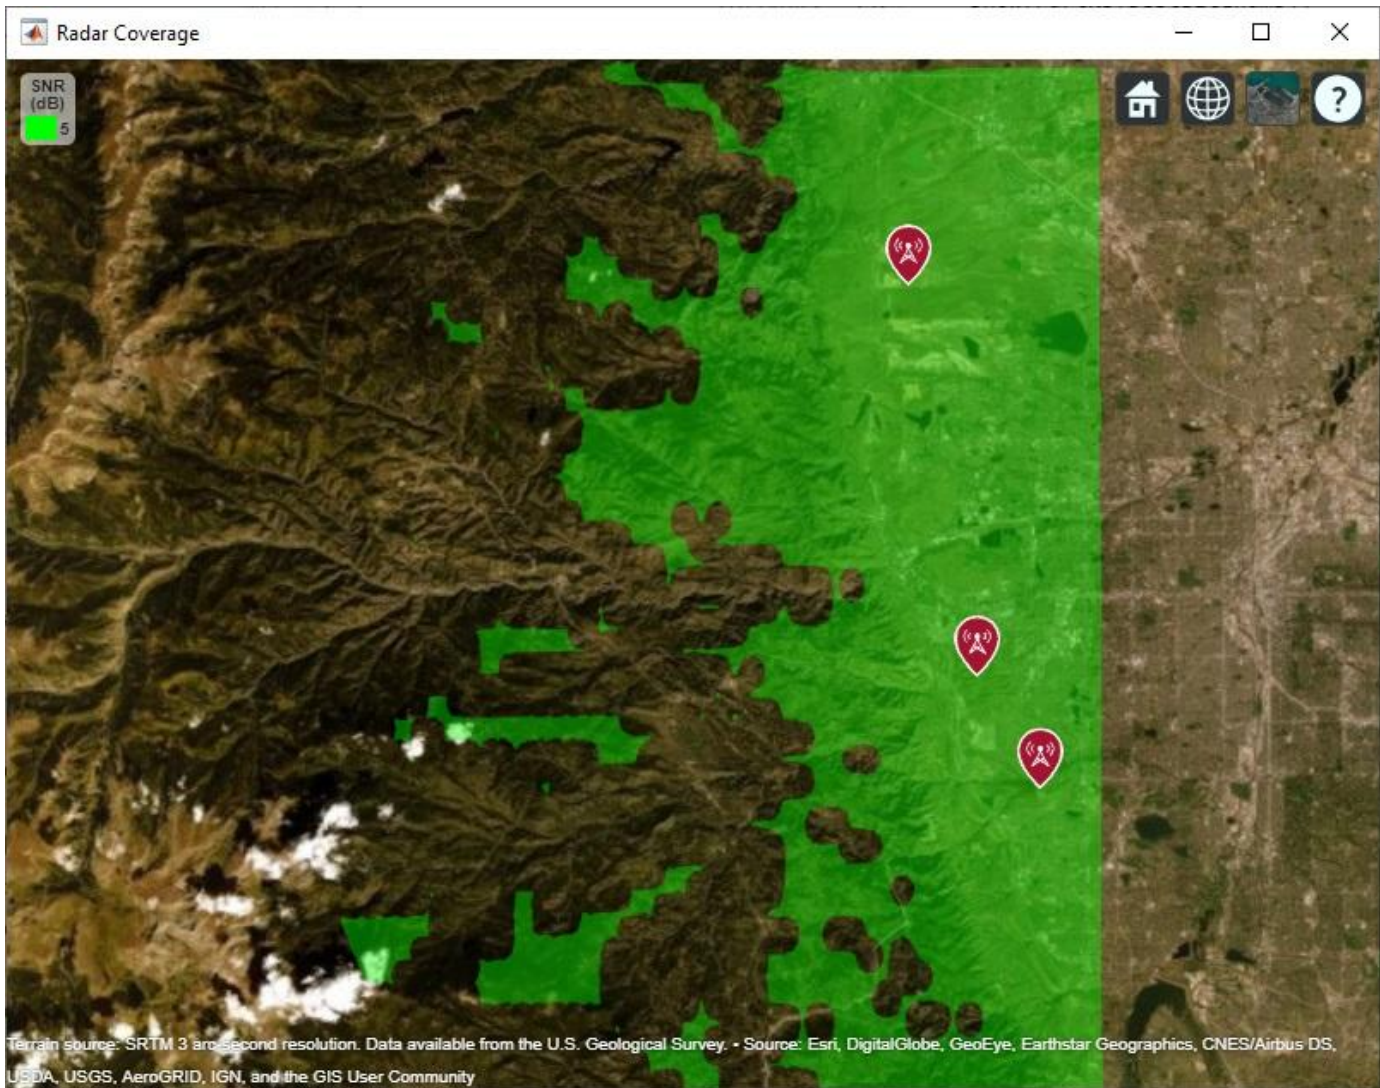 Radar Coverage
SNR
(dB)
5
?
Terrain source: SRTM 3 arc-second resolution. Data available from the U.S. Geological Survey. • Source: Esri, DigitalGlobe, GeoEye, Earthstar Geographics, CNES/Airbus DS,
USDA, USGS, AeroGRID, IGN, and the GIS User Community